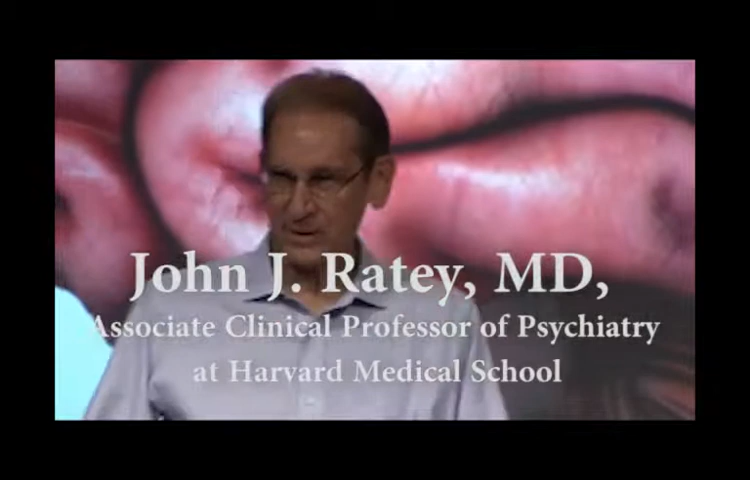 John J. Ratey, MD,
Associate Clinical Professor of Psychiatry
at Harvard Medical School